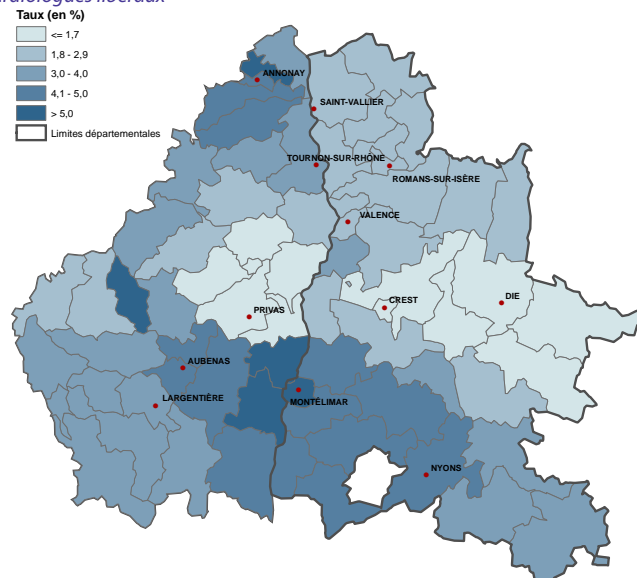 Taux (en %)
<= 1,7
1,8 - 2,9
3,0 - 4,0
4,1 - 5,0
> 5,0
Limites départementales
ANNONAY
SAINT-VALLIER
TOURNON-SUR-RHÔNE
ROMANS-SUR-ISÈRE
VALENCE
DIE
CREST
PRIVAS
AUBENAS
MONTÉLIMAR
LARGENTIÈRE
NYONS